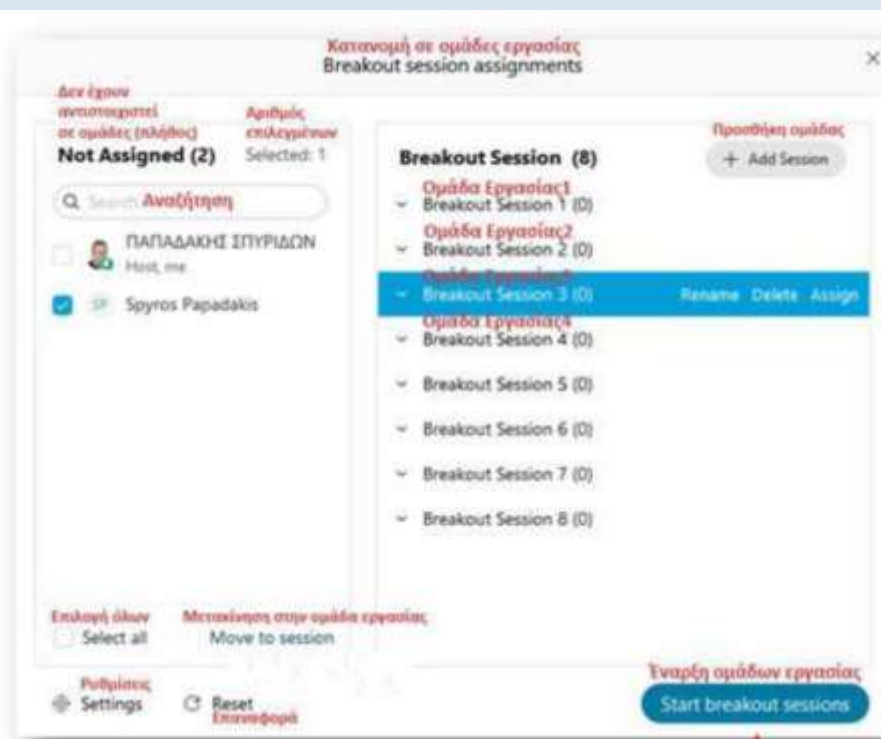 Κατανομή σε ομάδες εργασίας
Breakout session assignments
Δεν έχουν
αντιστοιχιστεί
σε ομάδες (πλήθος)
Not Assigned (2)
Αριθμός
επιλεγμένων
Selected: 1
Search Αναζήτηση
ΠΑΠΑΔΑΚΗΣ ΣΠΥΡΙΔΩΝ
Host, me
SP Spyros Papadakis
Επιλογή όλων
Select all
Μετακίνηση στην ομάδα εργασίας
Move to session
Προσθήκη ομάδας
Breakout Session (8)
+ Add Session
Ομάδα Εργασίας1
Breakout Session 1 (0)
Ομάδα Εργασίας2
Breakout Session 2 (0)
Ομάδα Εργασίας3
Breakout Session 3 (0) Rename Delete Assign
Ομάδα Εργασίας4
Breakout Session 4 (0)
Breakout Session 5 (0)
Breakout Session 6 (0)
Breakout Session 7 (0)
Breakout Session 8 (0)
Ρυθμίσεις
Settings
Reset
Επαναφορά
Έναρξη ομάδων εργασίας
Start breakout sessions